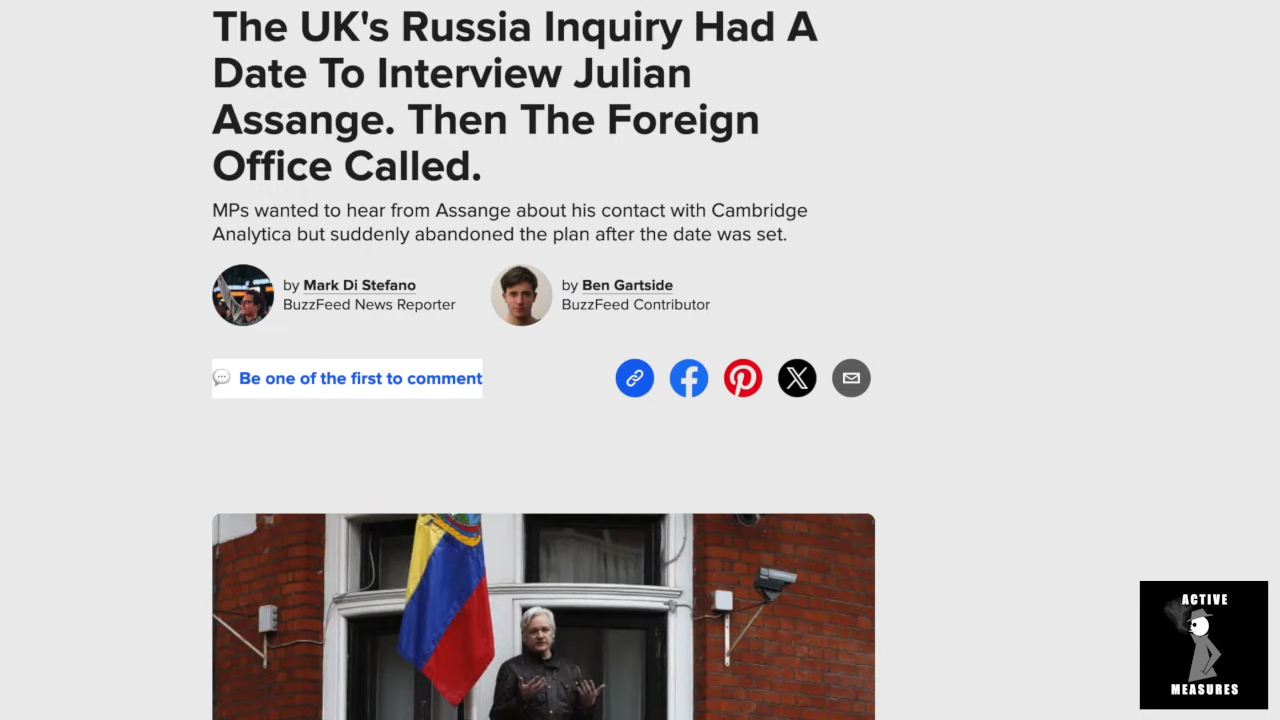 The UK's Russia Inquiry Had A
Date To Interview Julian
Assange. Then The Foreign
Office Called.
MPs wanted to hear from Assange about his contact with Cambridge
Analytica but suddenly abandoned the plan after the date was set.
by Mark Di Stefano
BuzzFeed News Reporter
by Ben Gartside
BuzzFeed Contributor
Be one of the first to comment
ACTIVE
MEASURES